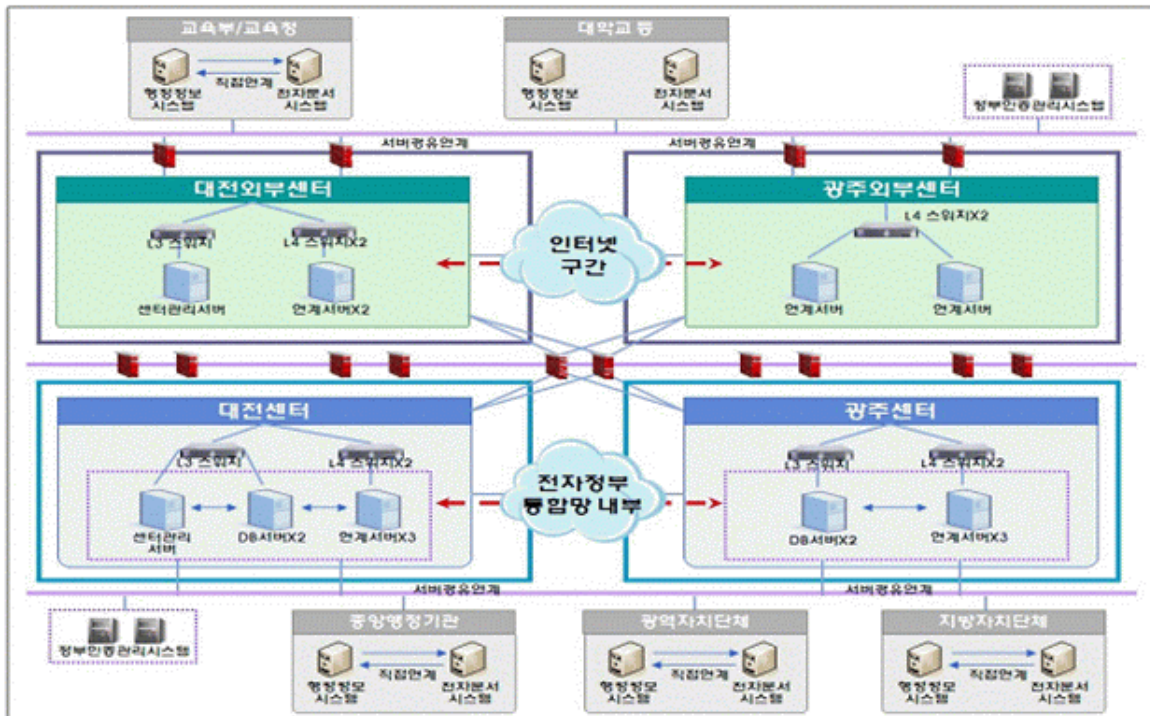 교육부/교육청
대학교 등
행정정보
시스템
직접연계
전자문서
시스템
행정정보
시스템
전자문서
시스템
정부인증관리시스템
서버경유연계
서버경유연계
대전외부센터
L3 스위치
L4 스위치X2
센터관리서버
연계서버X2
인터넷
구간
광주외부센터
L4 스위치X2
연계서버
연계서버
대전센터
L3 스위치
L4 스위치X2
센터관리
서버
DB서버X2
연계서버X3
전자정부
통합망 내부
광주센터
L3 스위치
L4 스위치X2
DB서버X2
연계서버X3
서버경유연계
서버경유연계
정부인증관리시스템
중앙행정기관
행정정보
시스템
직접연계
전자문서
시스템
광역자치단체
행정정보
시스템
직접연계
전자문서
시스템
지방자치단체
행정정보
시스템
직접연계
전자문서
시스템